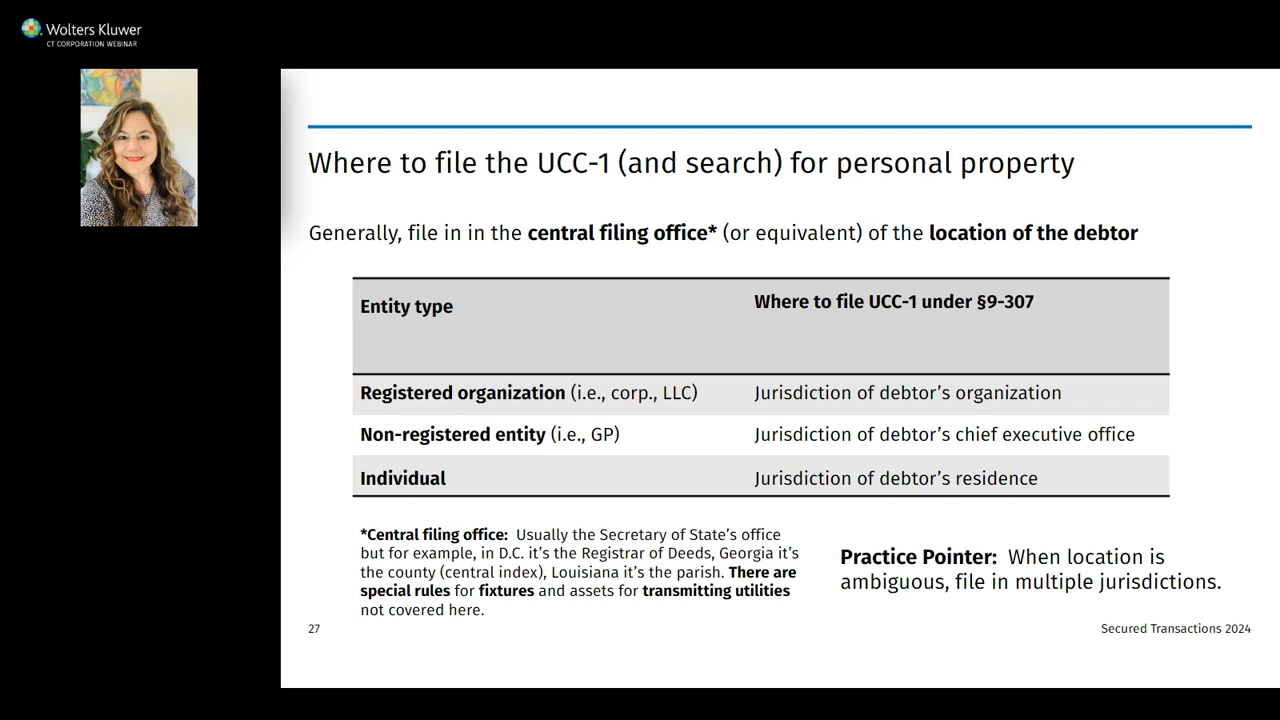 Wolters Kluwer
CT CORPORATION WEBINAR
Where to file the UCC-1 (and search) for personal property
Generally, file in in the central filing office* (or equivalent) of the location of the debtor
Entity type
Where to file UCC-1 under §9-307
Registered organization (i.e., corp., LLC)
Jurisdiction of debtor’s organization
Non-registered entity (i.e., GP)
Jurisdiction of debtor’s chief executive office
Individual
Jurisdiction of debtor’s residence
*Central filing office:  Usually the Secretary of State’s office
but for example, in D.C. it’s the Registrar of Deeds, Georgia it’s
the county (central index), Louisiana it’s the parish. There are
special rules for fixtures and assets for transmitting utilities
not covered here.
Practice Pointer:  When location is
ambiguous, file in multiple jurisdictions.
27
Secured Transactions 2024